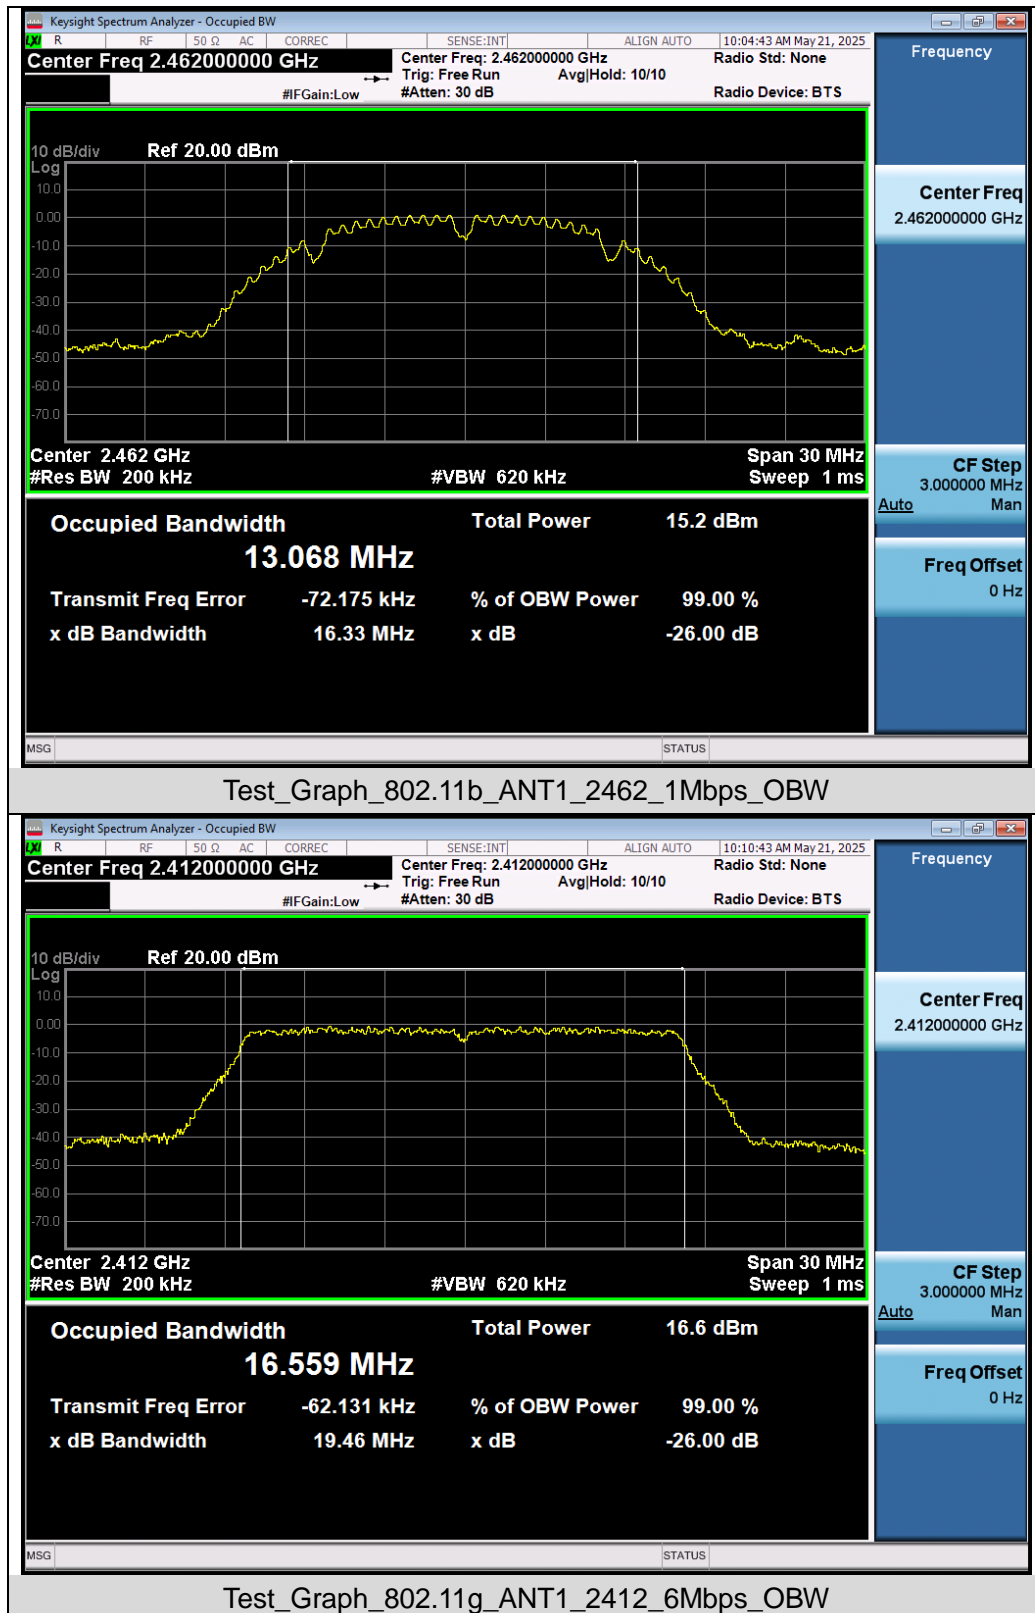 Keysight Spectrum Analyzer - Occupied BW
LXI R RF 50 Ω AC CORREC SENSE:INT ALIGN AUTO 10:04:43 AM May 21, 2025
Center Freq 2.462000000 GHz
Center Freq: 2.462000000 GHz
Radio Std: None
Trig: Free Run Avg|Hold: 10/10
#IFGain:Low
#Atten: 30 dB
Radio Device: BTS
Frequency
10 dB/div Ref 20.00 dBm
Log
10.0
0.00
-10.0
-20.0
-30.0
-40.0
-50.0
-60.0
-70.0
Center Freq
2.462000000 GHz
Center 2.462 GHz Span 30 MHz
#Res BW 200 kHz #VBW 620 kHz Sweep 1 ms
CF Step
3.000000 MHz
Auto Man
Occupied Bandwidth Total Power 15.2 dBm
13.068 MHz
Transmit Freq Error -72.175 kHz % of OBW Power 99.00 %
x dB Bandwidth 16.33 MHz x dB -26.00 dB
Freq Offset
0 Hz
MSG STATUS
Test_Graph_802.11b_ANT1_2462_1Mbps_OBW
Keysight Spectrum Analyzer - Occupied BW
LXI R RF 50 Ω AC CORREC SENSE:INT ALIGN AUTO 10:10:43 AM May 21, 2025
Center Freq 2.412000000 GHz
Center Freq: 2.412000000 GHz
Radio Std: None
Trig: Free Run Avg|Hold: 10/10
#IFGain:Low
#Atten: 30 dB
Radio Device: BTS
Frequency
10 dB/div Ref 20.00 dBm
Log
10.0
0.00
-10.0
-20.0
-30.0
-40.0
-50.0
-60.0
-70.0
Center Freq
2.412000000 GHz
Center 2.412 GHz Span 30 MHz
#Res BW 200 kHz #VBW 620 kHz Sweep 1 ms
CF Step
3.000000 MHz
Auto Man
Occupied Bandwidth Total Power 16.6 dBm
16.559 MHz
Transmit Freq Error -62.131 kHz % of OBW Power 99.00 %
x dB Bandwidth 19.46 MHz x dB -26.00 dB
Freq Offset
0 Hz
MSG STATUS
Test_Graph_802.11g_ANT1_2412_6Mbps_OBW